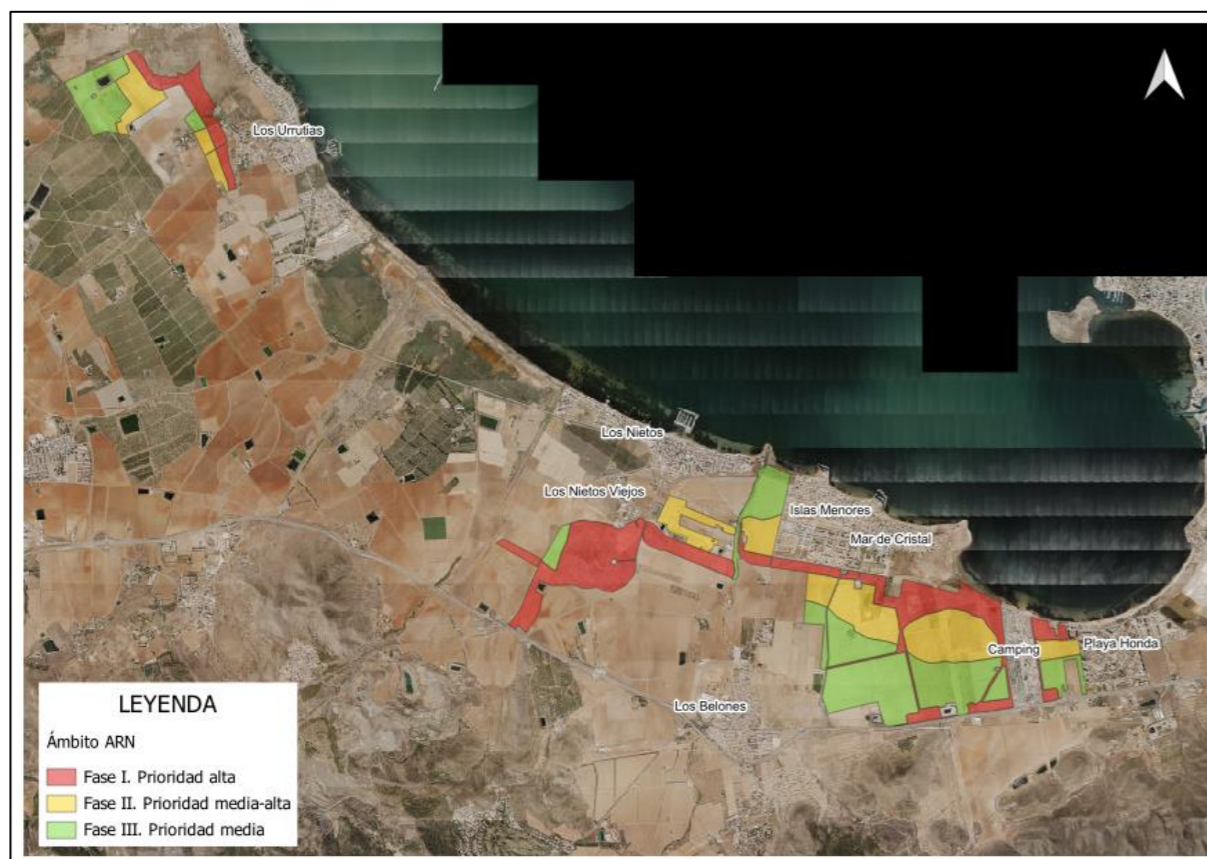 Los Urrutias
Los Nietos
Los Nietos Viejos
Islas Menores
Mar de Cristal
Camping
Playa Honda
Los Belones
LEYENDA
Ámbito ARN
Fase I. Prioridad alta
Fase II. Prioridad media-alta
Fase III. Prioridad media